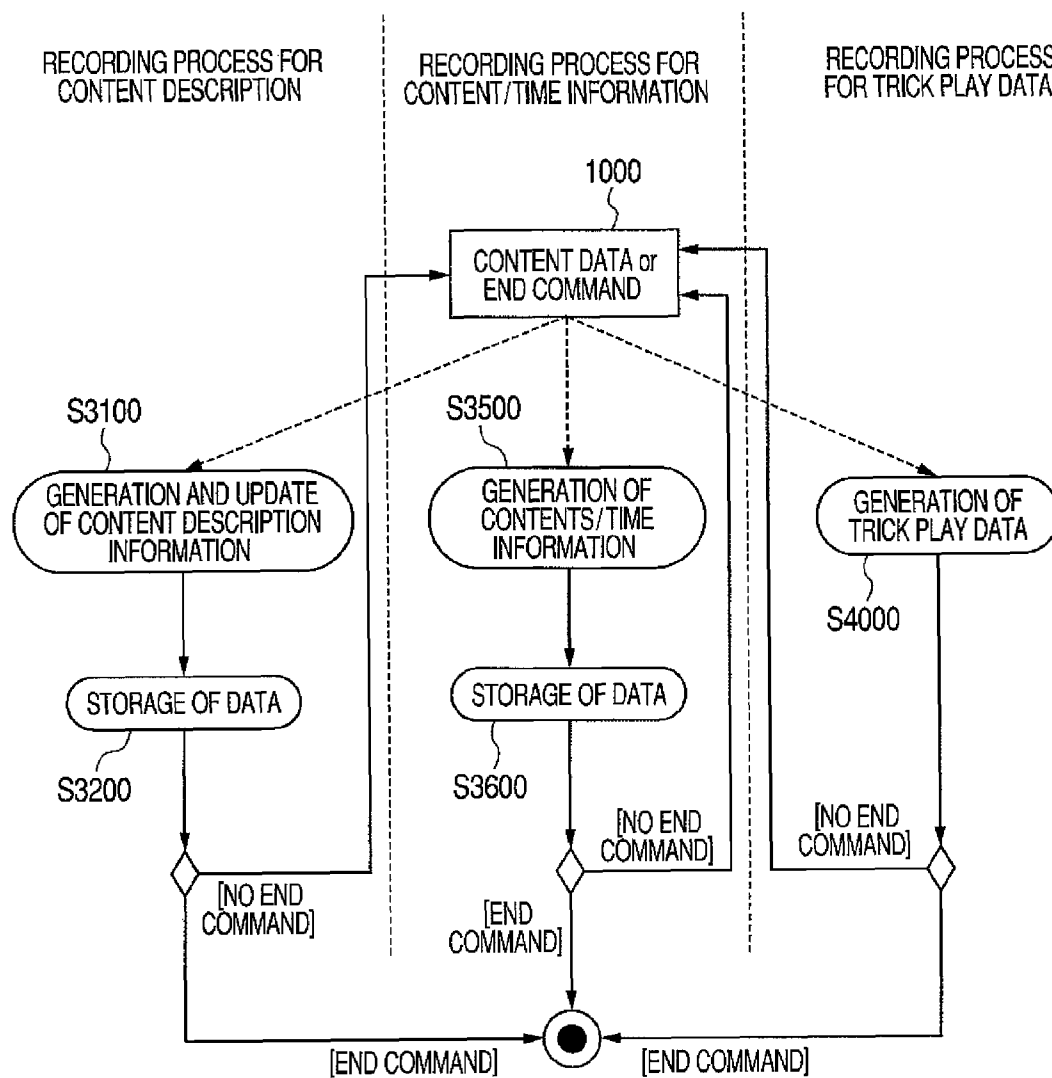 RECORDING PROCESS FOR
CONTENT DESCRIPTION
RECORDING PROCESS FOR
CONTENT/TIME INFORMATION
RECORDING PROCESS
FOR TRICK PLAY DATA
1000
CONTENT DATA or
END COMMAND
S3100
GENERATION AND UPDATE
OF CONTENT DESCRIPTION
INFORMATION
S3500
GENERATION OF
CONTENTS/TIME
INFORMATION
GENERATION OF
TRICK PLAY DATA
S4000
STORAGE OF DATA
S3200
STORAGE OF DATA
S3600
[NO END
COMMAND]
[NO END
COMMAND]
[NO END
COMMAND]
[END
COMMAND]
[END COMMAND]
[END COMMAND]